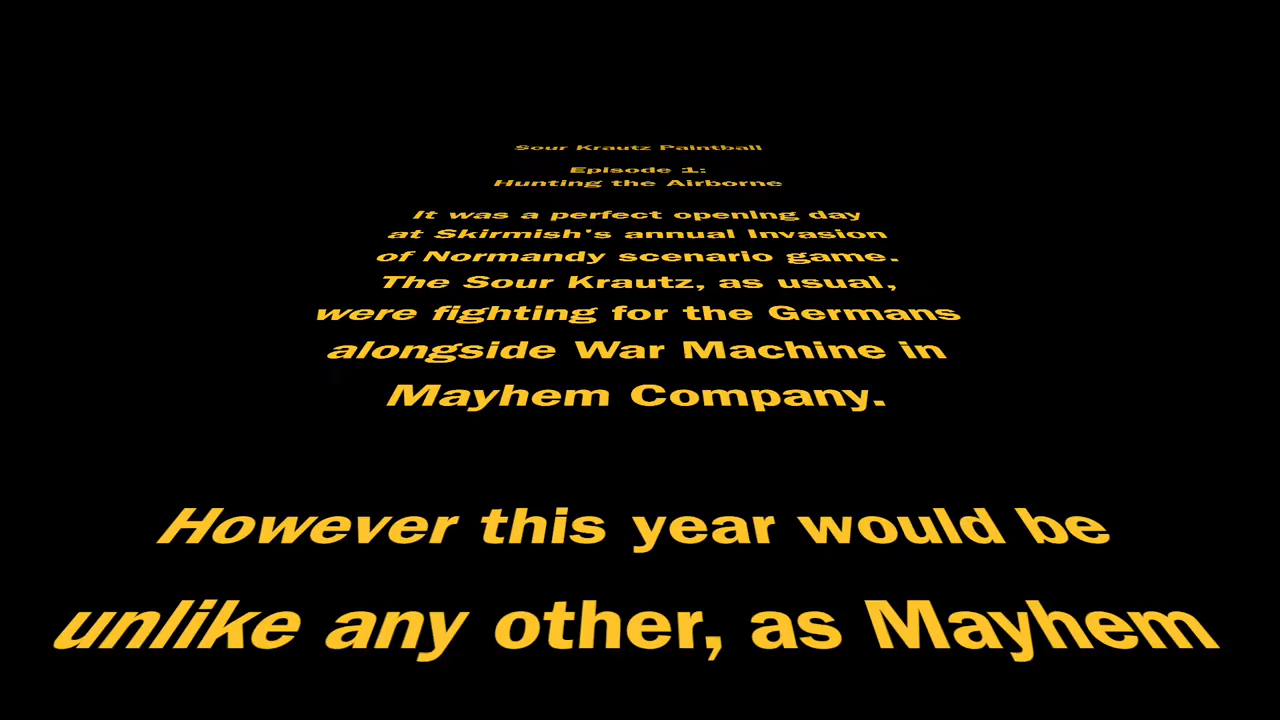 Sour Krautz Paintball
Episode 1:
Hunting the Airborne
It was a perfect opening day
at Skirmish's annual Invasion
of Normandy scenario game.
The Sour Krautz, as usual,
were fighting for the Germans
alongside War Machine in
Mayhem Company.
However this year would be
unlike any other, as Mayhem